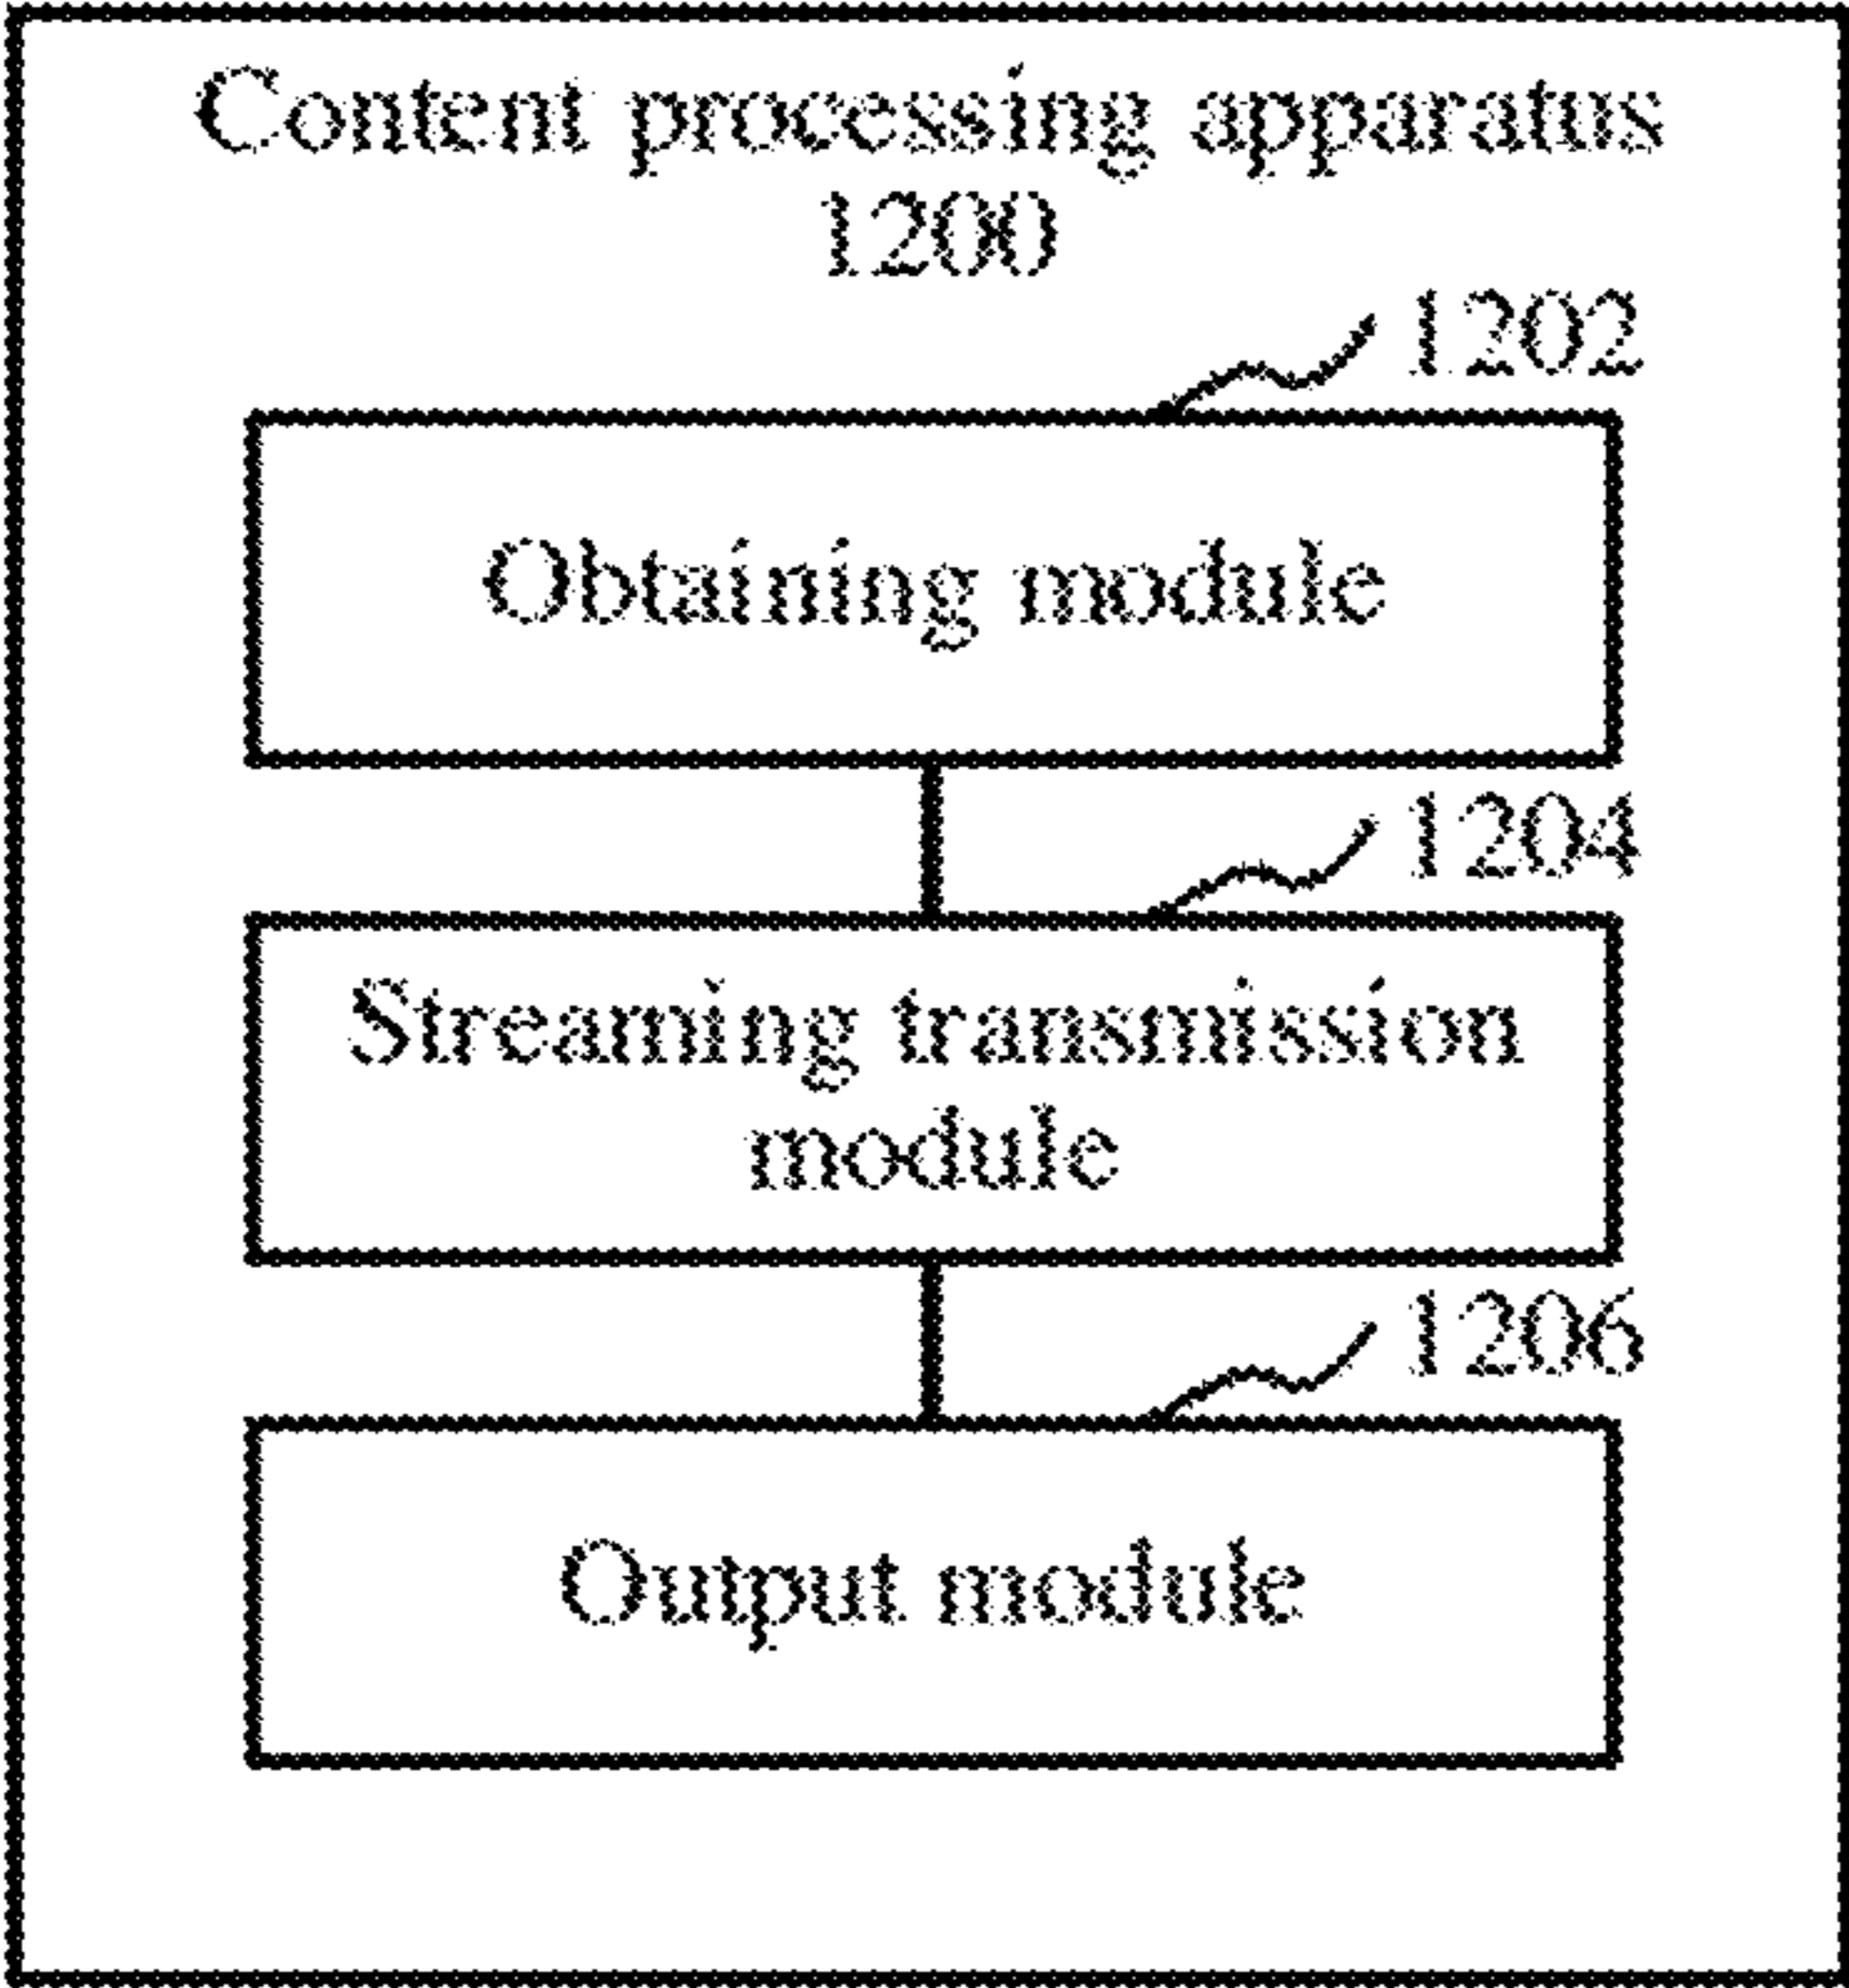 Content processing apparatus
1200
1202
Obtaining module
1204
Streaming transmission
module
1206
Output module